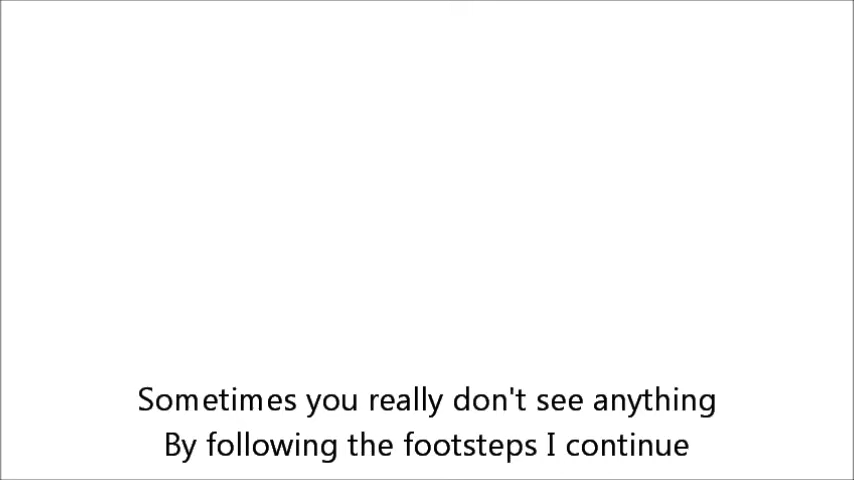 Sometimes you really don't see anything
By following the footsteps I continue